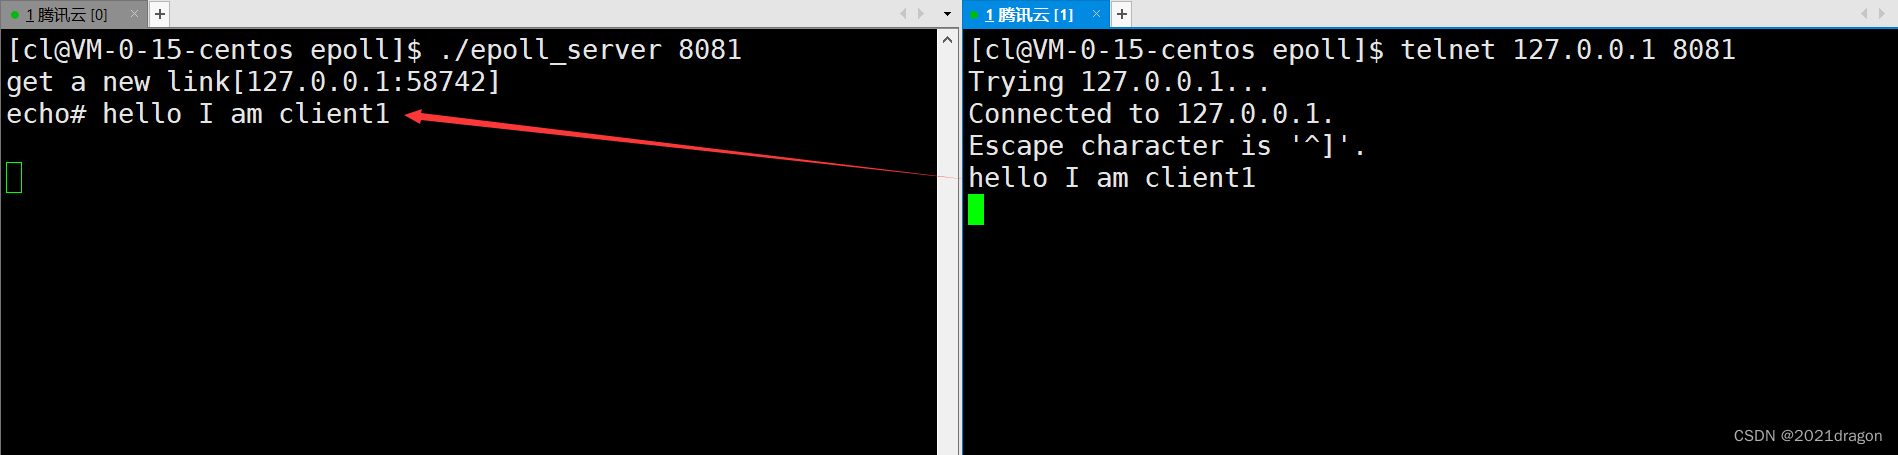 1 腾讯云 [0]
[cl@VM-0-15-centos epoll]$ ./epoll_server 8081
get a new link[127.0.0.1:58742]
echo# hello I am client1
1 腾讯云 [1]
[cl@VM-0-15-centos epoll]$ telnet 127.0.0.1 8081
Trying 127.0.0.1...
Connected to 127.0.0.1.
Escape character is '^]'.
hello I am client1
CSDN @2021dragon